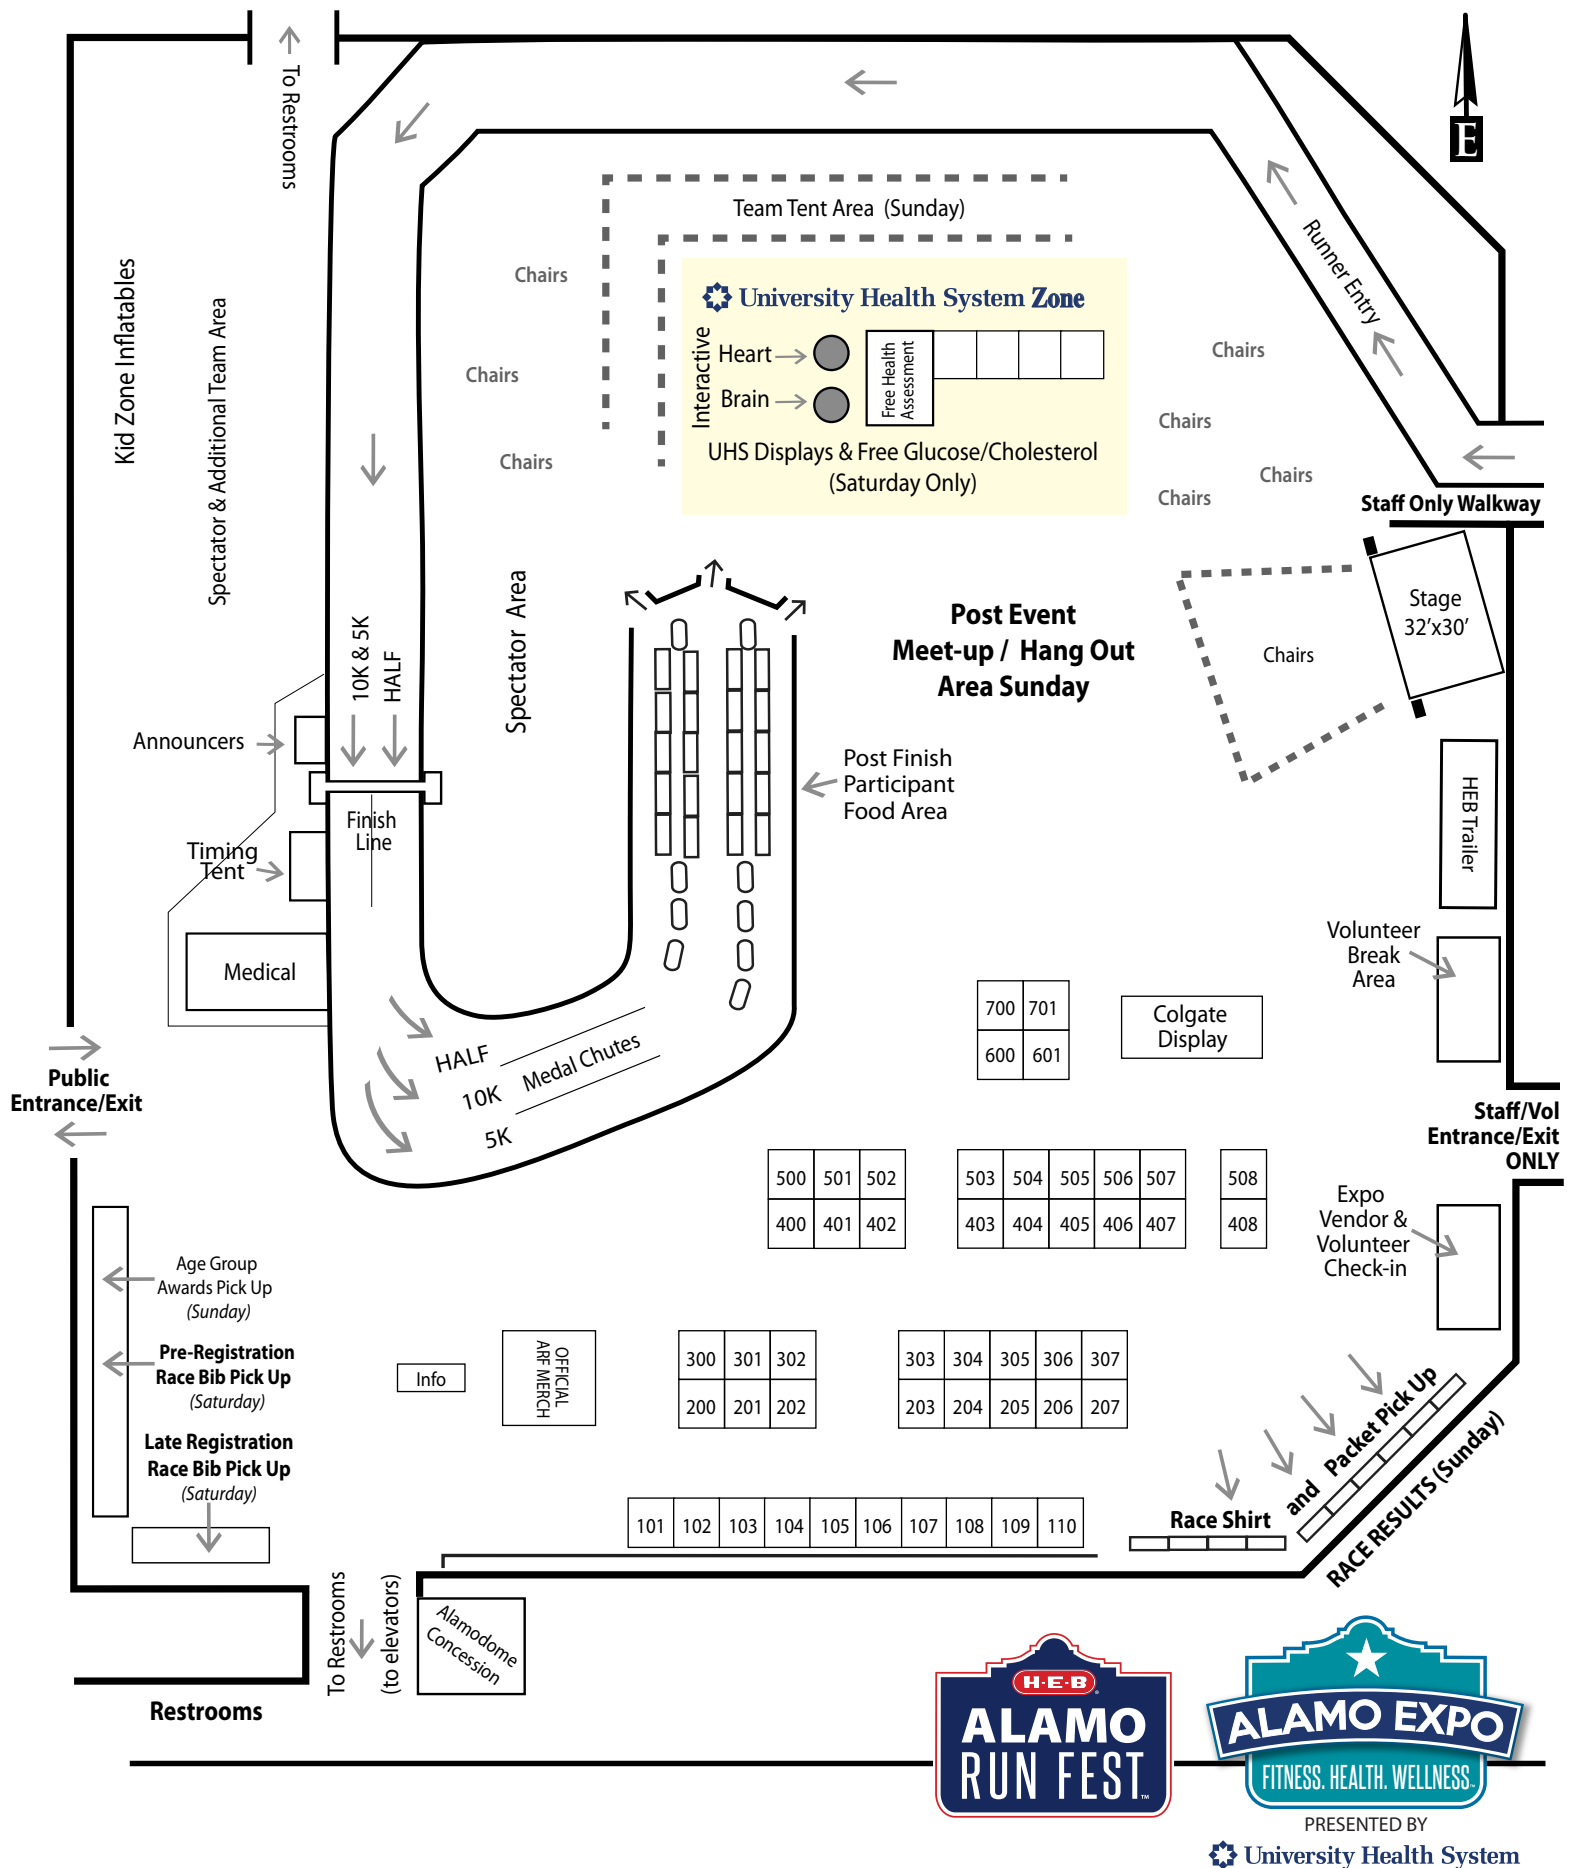 To Restrooms
E
Team Tent Area (Sunday)
Runner Entry
Kid Zone Inflatables
Spectator & Additional Team Area
Chairs
Chairs
Chairs
University Health System Zone
Interactive
Heart
Brain
Free Health
Assessment
UHS Displays & Free Glucose/Cholesterol
(Saturday Only)
Chairs
Chairs
Chairs
Chairs
Staff Only Walkway
Stage
32'x30'
Chairs
Spectator Area
Post Event
Meet-up / Hang Out
Area Sunday
10K & 5K
HALF
Announcers
Finish
Line
Timing
Tent
Medical
Post Finish
Participant
Food Area
HEB Trailer
Volunteer
Break
Area
700 701
600 601
Colgate
Display
HALF
10K
5K
Medal Chutes
Public
Entrance/Exit
Staff/Vol
Entrance/Exit
ONLY
500 501 502
400 401 402
503 504 505 506 507
403 404 405 406 407
508
408
Expo
Vendor &
Volunteer
Check-in
Age Group
Awards Pick Up
(Sunday)
Pre-Registration
Race Bib Pick Up
(Saturday)
Late Registration
Race Bib Pick Up
(Saturday)
Info
OFFICIAL
ARF MERCH
300 301 302
200 201 202
303 304 305 306 307
203 204 205 206 207
101 102 103 104 105 106 107 108 109 110
Race Shirt
and Packet Pick Up
RACE RESULTS (Sunday)
To Restrooms
(to elevators)
Alamodome
Concession
Restrooms
H-E-B
ALAMO
RUN FEST™
ALAMO EXPO
FITNESS. HEALTH. WELLNESS.™
PRESENTED BY
University Health System